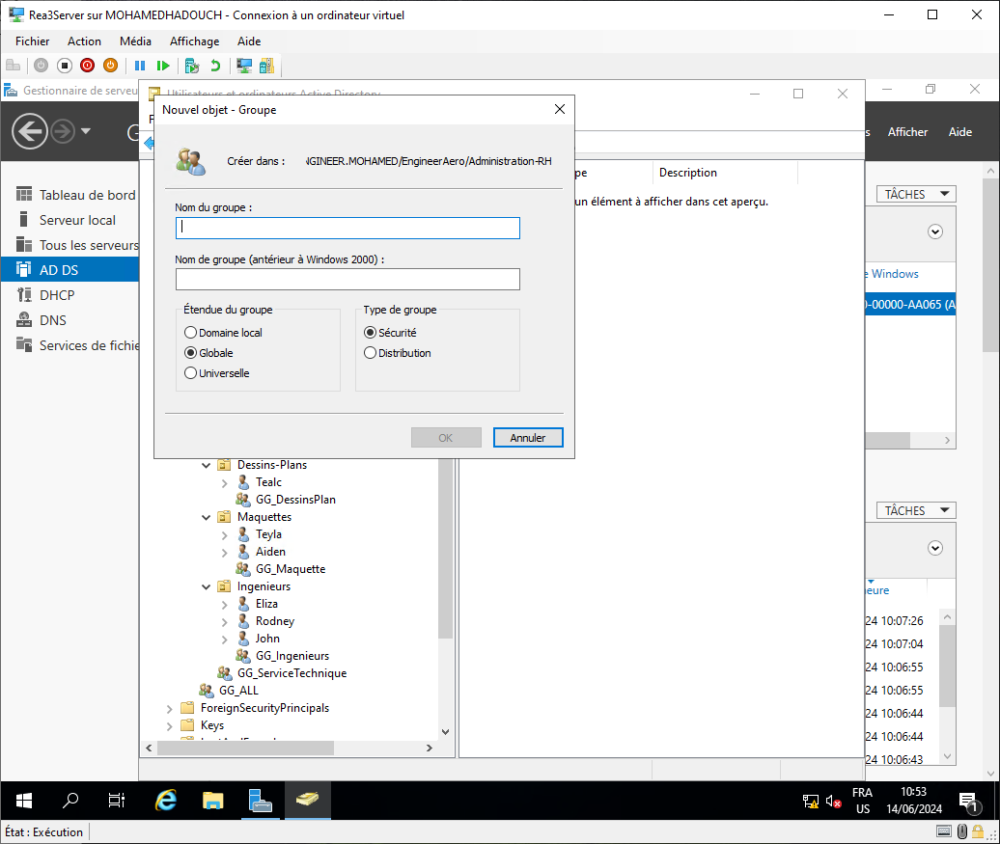 Rea3Server sur MOHAMEDHADOUCH - Connexion à un ordinateur virtuel
Fichier Action Média Affichage Aide
Gestionnaire de serveu
Utilisateurs et ordinateurs Active Directory
Nouvel objet - Groupe
Afficher Aide
Créer dans : NGINEER.MOHAMED/EngineerAero/Administration-RH
pe Description
un élément à afficher dans cet aperçu.
Nom du groupe :
Nom de groupe (antérieur à Windows 2000) :
Étendue du groupe
Domaine local
Globale
Universelle
Type de groupe
Sécurité
Distribution
OK Annuler
Tableau de bord
Serveur local
Tous les serveurs
AD DS
DHCP
DNS
Services de fichie
Dessins-Plans
Tealc
GG_DessinsPlan
Maquettes
Teyla
Aiden
GG_Maquette
Ingenieurs
Eliza
Rodney
John
GG_Ingenieurs
GG_ServiceTechnique
GG_ALL
ForeignSecurityPrincipals
Keys
TÂCHES
e Windows
0-00000-AA065 (A
TÂCHES
eure
24 10:07:26
24 10:07:04
24 10:06:55
24 10:06:55
24 10:06:44
24 10:06:44
24 10:06:43
FRA
US
10:53
14/06/2024
1
État : Exécution